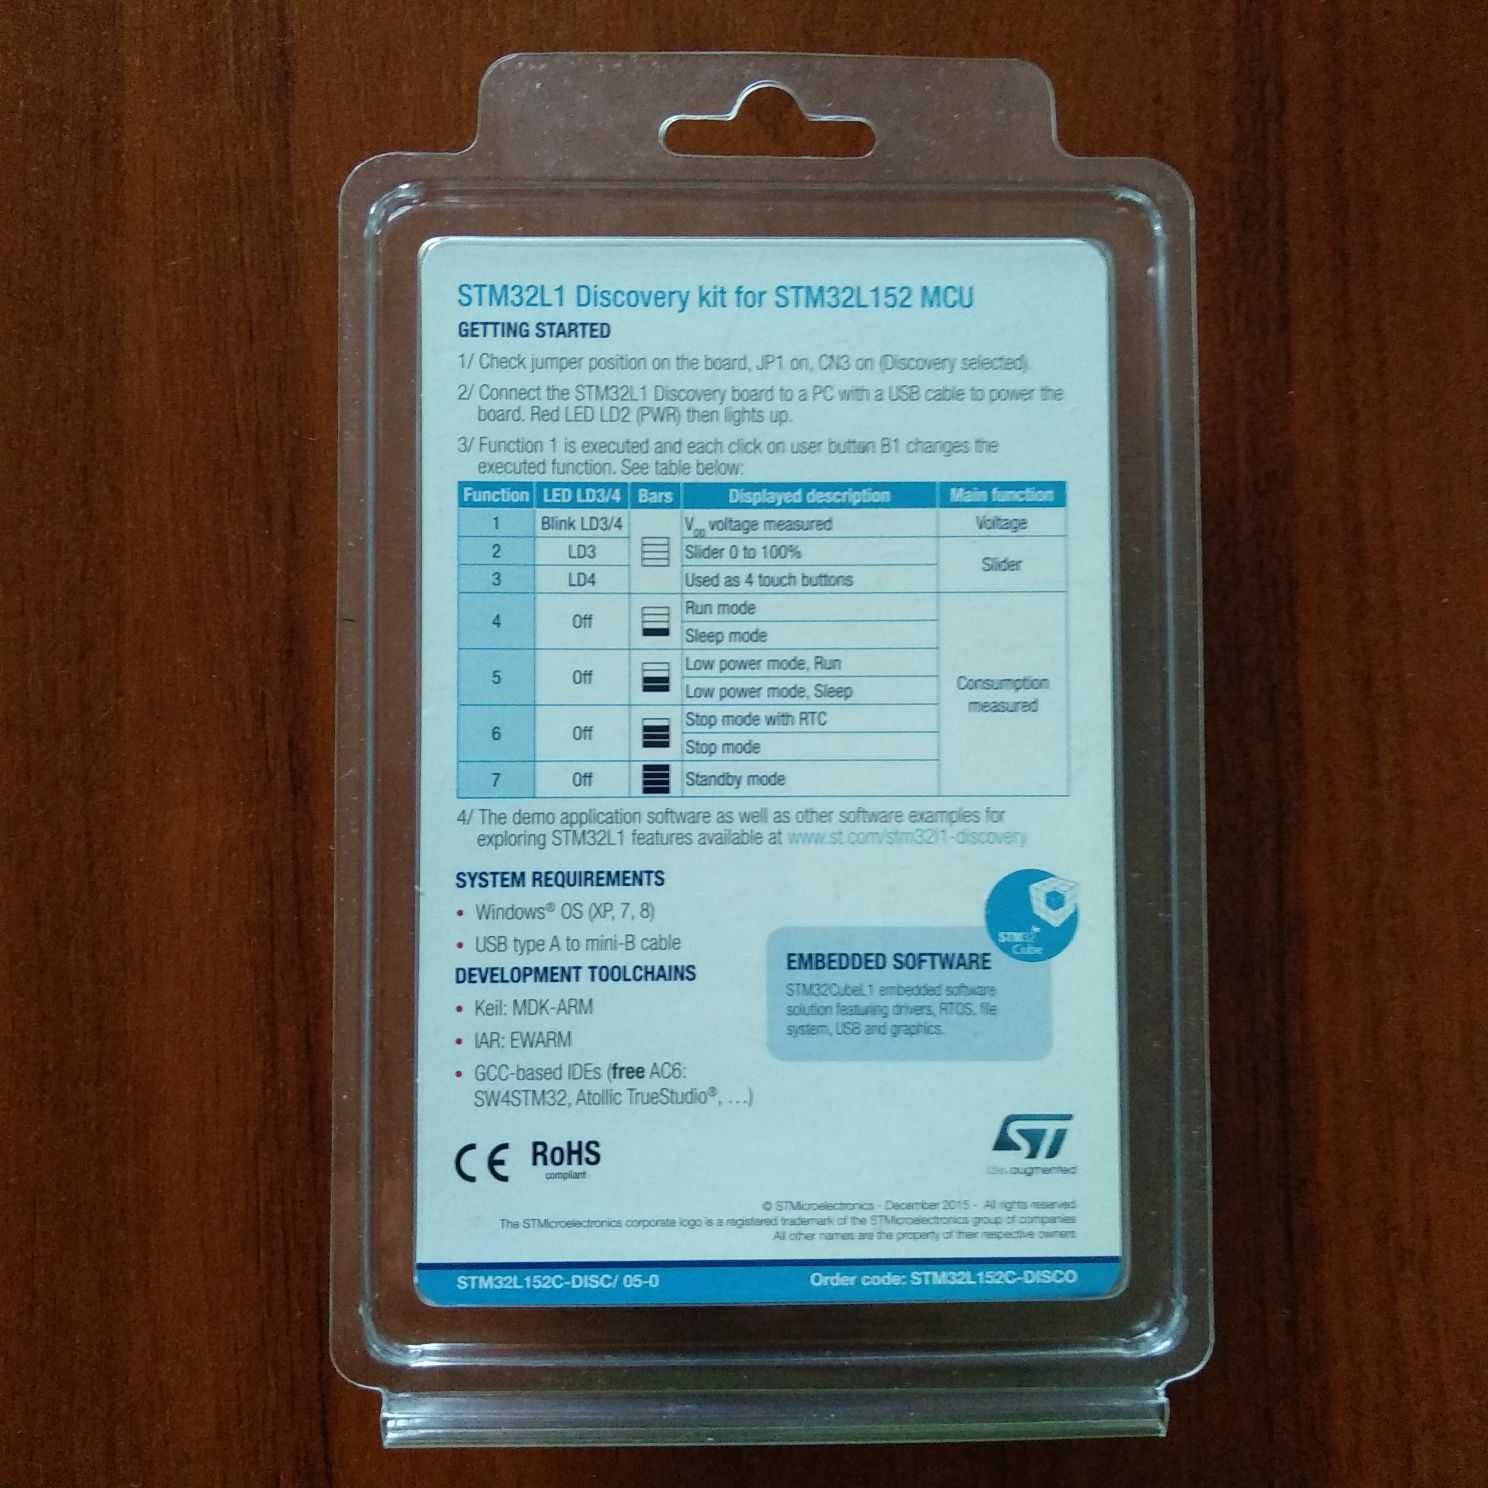 STM32L1 Discovery kit for STM32L152 MCU
GETTING STARTED
1/ Check jumper position on the board, JP1 on, CN3 on (Discovery selected).
2/ Connect the STM32L1 Discovery board to a PC with a USB cable to power the
board. Red LED LD2 (PWR) then lights up.
3/ Function 1 is executed and each click on user button B1 changes the
executed function. See table below:
Function LED LD3/4 Bars Displayed description Main function
1 Blink LD3/4 VDD voltage measured Voltage
2 LD3 Slider 0 to 100% Slider
3 LD4 Used as 4 touch buttons
4 Off Run mode
Sleep mode
5 Off Low power mode, Run
Low power mode, Sleep
Consumption
measured
6 Off Stop mode with RTC
Stop mode
7 Off Standby mode
4/ The demo application software as well as other software examples for
exploring STM32L1 features available at www.st.com/stm32l1-discovery
SYSTEM REQUIREMENTS
• Windows® OS (XP, 7, 8)
• USB type A to mini-B cable
DEVELOPMENT TOOLCHAINS
• Keil: MDK-ARM
• IAR: EWARM
• GCC-based IDEs (free AC6:
SW4STM32, Atollic TrueStudio®, …)
STM32
Cube
EMBEDDED SOFTWARE
STM32CubeL1 embedded software
solution featuring drivers, RTOS, file
system, USB and graphics.
CE RoHS
compliant
ST
life.augmented
© STMicroelectronics - December 2015 - All rights reserved
The STMicroelectronics corporate logo is a registered trademark of the STMicroelectronics group of companies
All other names are the property of their respective owners
STM32L152C-DISC/ 05-0 Order code: STM32L152C-DISCO